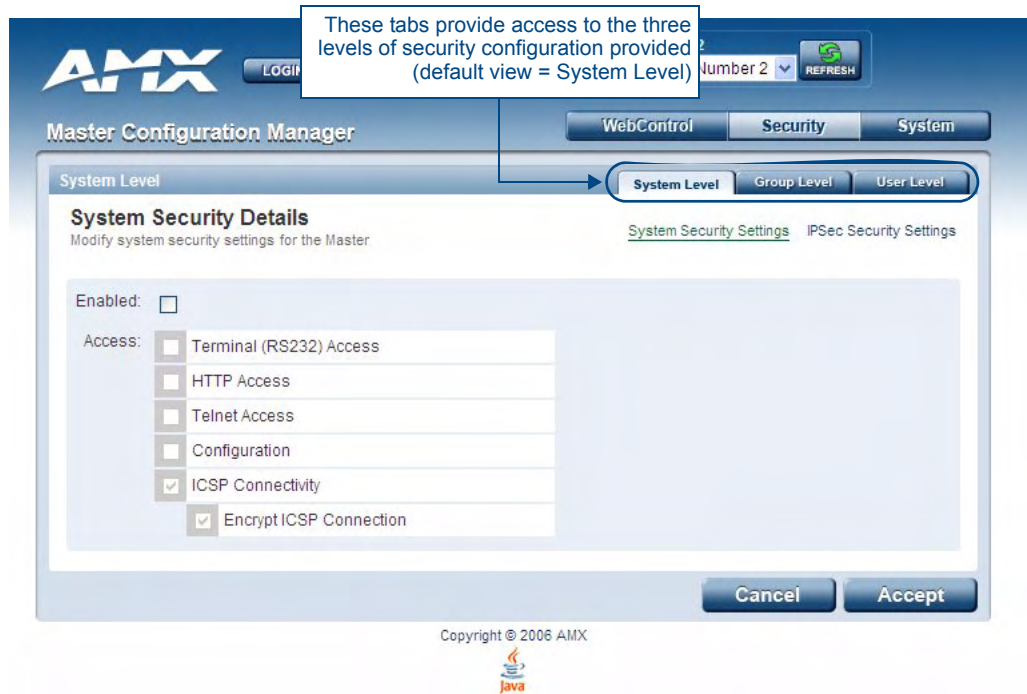 These tabs provide access to the three
levels of security configuration provided
(default view = System Level)
AMX
Number 2
REFRESH
Master Configuration Manager
WebControl
Security
System
System Level
System Level
Group Level
User Level
System Security Details
Modify system security settings for the Master
System Security Settings
IPSec Security Settings
Enabled:
Access:
Terminal (RS232) Access
HTTP Access
Telnet Access
Configuration
ICSP Connectivity
Encrypt ICSP Connection
Cancel
Accept
Copyright © 2006 AMX
Java